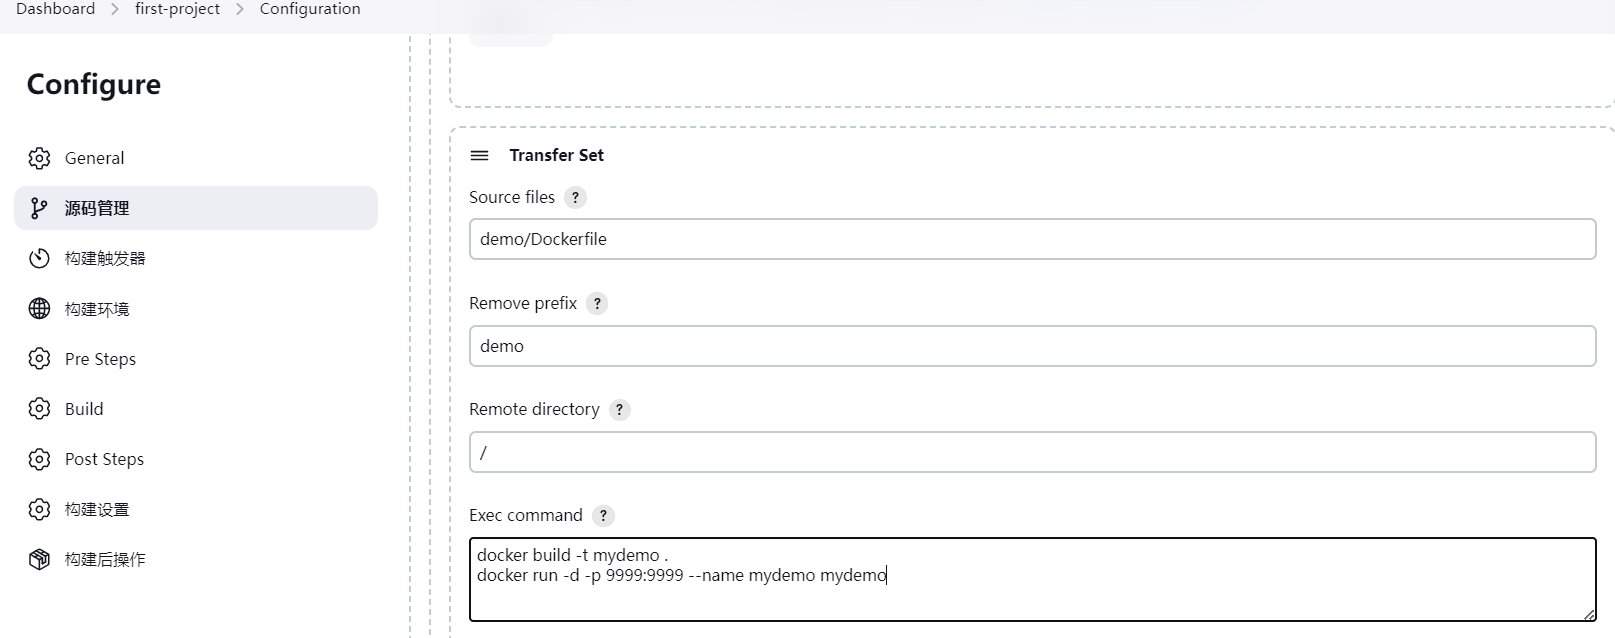 Dashboard > first-project > Configuration
Configure
General
源码管理
构建触发器
构建环境
Pre Steps
Build
Post Steps
构建设置
构建后操作
Transfer Set
Source files ?
demo/Dockerfile
Remove prefix ?
demo
Remote directory ?
/
Exec command ?
docker build -t mydemo .
docker run -d -p 9999:9999 --name mydemo mydemo